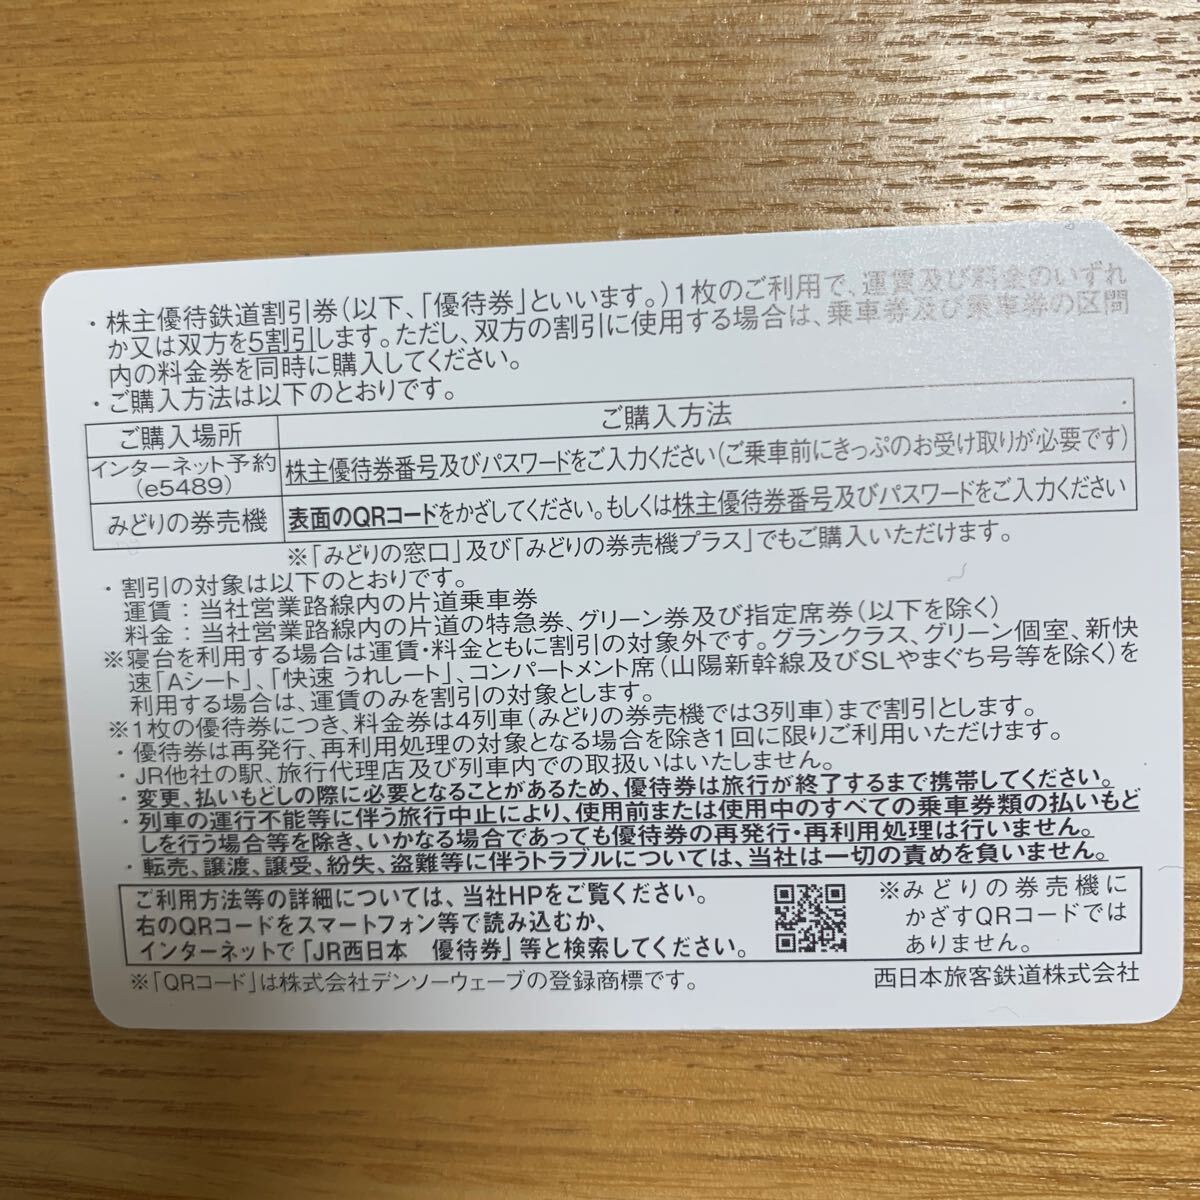 ・株主優待鉄道割引券(以下、「優待券」といいます。)1枚のご利用で、運賃及び料金のいずれ
か又は双方を5割引します。ただし、双方の割引に使用する場合は、乗車券及び乗車券の区間
内の料金券を同時に購入してください。
・ご購入方法は以下のとおりです。
ご購入場所 ご購入方法
インターネット予約
(e5489)
株主優待券番号及びパスワードをご入力ください(ご乗車前にきっぷのお受け取りが必要です)
みどりの券売機 表面のQRコードをかざしてください。もしくは株主優待券番号及びパスワードをご入力ください
※「みどりの窓口」及び「みどりの券売機プラス」でもご購入いただけます。
・割引の対象は以下のとおりです。
運賃:当社営業路線内の片道乗車券
料金:当社営業路線内の片道の特急券、グリーン券及び指定席券(以下を除く)
※寝台を利用する場合は運賃・料金ともに割引の対象外です。グランクラス、グリーン個室、新快
速「Aシート」、「快速 うれしート」、コンパートメント席(山陽新幹線及びSLやまぐち号等を除く)を
利用する場合は、運賃のみを割引の対象とします。
※1枚の優待券につき、料金券は4列車(みどりの券売機では3列車)まで割引とします。
・優待券は再発行、再利用処理の対象となる場合を除き1回に限りご利用いただけます。
・JR他社の駅、旅行代理店及び列車内での取扱いはいたしません。
・変更、払いもどしの際に必要となることがあるため、優待券は旅行が終了するまで携帯してください。
・列車の運行不能等に伴う旅行中止により、使用前または使用中のすべての乗車券類の払いもど
しを行う場合等を除き、いかなる場合であっても優待券の再発行・再利用処理は行いません。
・転売、譲渡、譲受、紛失、盗難等に伴うトラブルについては、当社は一切の責めを負いません。
ご利用方法等の詳細については、当社HPをご覧ください。
右のQRコードをスマートフォン等で読み込むか、
インターネットで「JR西日本 優待券」等と検索してください。
※みどりの券売機に
かざすQRコードでは
ありません。
※「QRコード」は株式会社デンソーウェーブの登録商標です。
西日本旅客鉄道株式会社